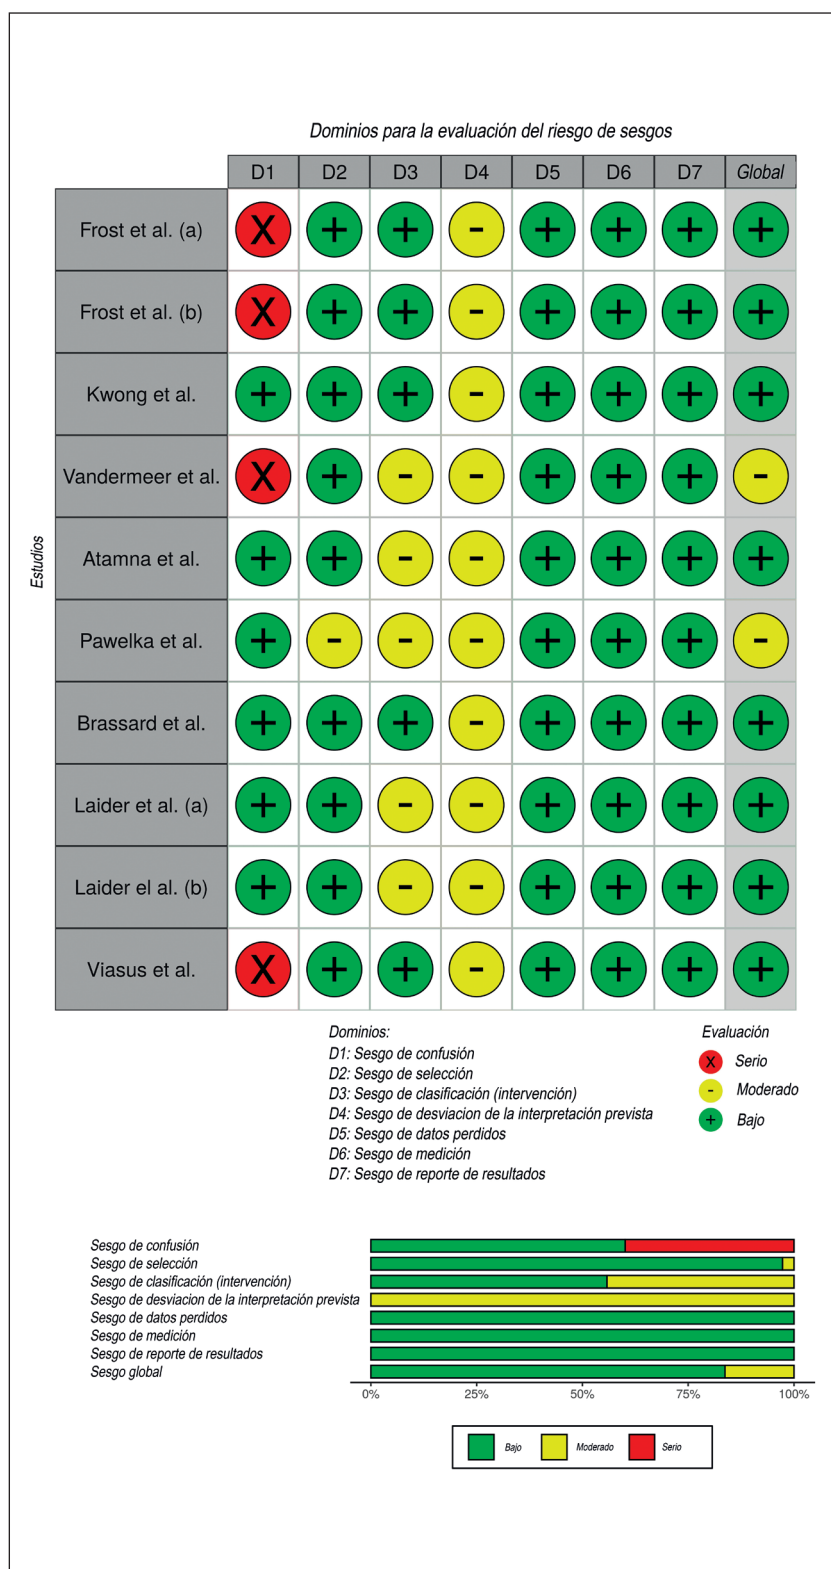 Dominios para la evaluación del riesgo de sesgos
D1 D2 D3 D4 D5 D6 D7 Global
Estudios
Frost et al. (a) X + + - + + + +
Frost et al. (b) X + + - + + + +
Kwong et al. + + + - + + + +
Vandermeer et al. X + - - + + + -
Atamna et al. + + - - + + + +
Pawelka et al. + - - - + + + -
Brassard et al. + + + - + + + +
Laider et al. (a) + + - - + + + +
Laider el al. (b) + + - - + + + +
Viasus et al. X + + - + + + +
Dominios:
D1: Sesgo de confusión
D2: Sesgo de selección
D3: Sesgo de clasificación (intervención)
D4: Sesgo de desviacion de la interpretación prevista
D5: Sesgo de datos perdidos
D6: Sesgo de medición
D7: Sesgo de reporte de resultados
Evaluación
X Serio
- Moderado
+ Bajo
Sesgo de confusión
Sesgo de selección
Sesgo de clasificación (intervención)
Sesgo de desviacion de la interpretación prevista
Sesgo de datos perdidos
Sesgo de medición
Sesgo de reporte de resultados
Sesgo global
0% 25% 50% 75% 100%
Bajo Moderado Serio